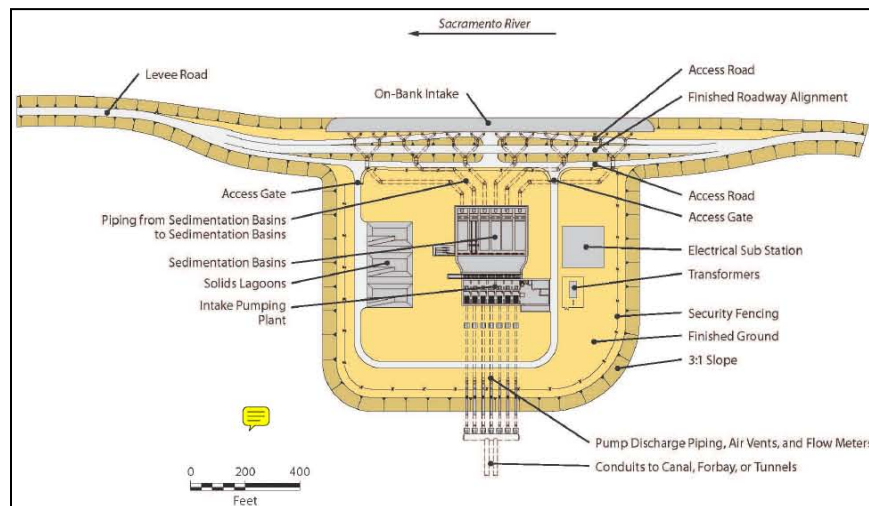 Sacramento River
Levee Road
On-Bank Intake
Access Road
Finished Roadway Alignment
Access Gate
Piping from Sedimentation Basins
to Sedimentation Basins
Sedimentation Basins
Solids Lagoons
Intake Pumping
Plant
Access Road
Access Gate
Electrical Sub Station
Transformers
Security Fencing
Finished Ground
3:1 Slope
Pump Discharge Piping, Air Vents, and Flow Meters
Conduits to Canal, Forbay, or Tunnels
0 200 400
Feet